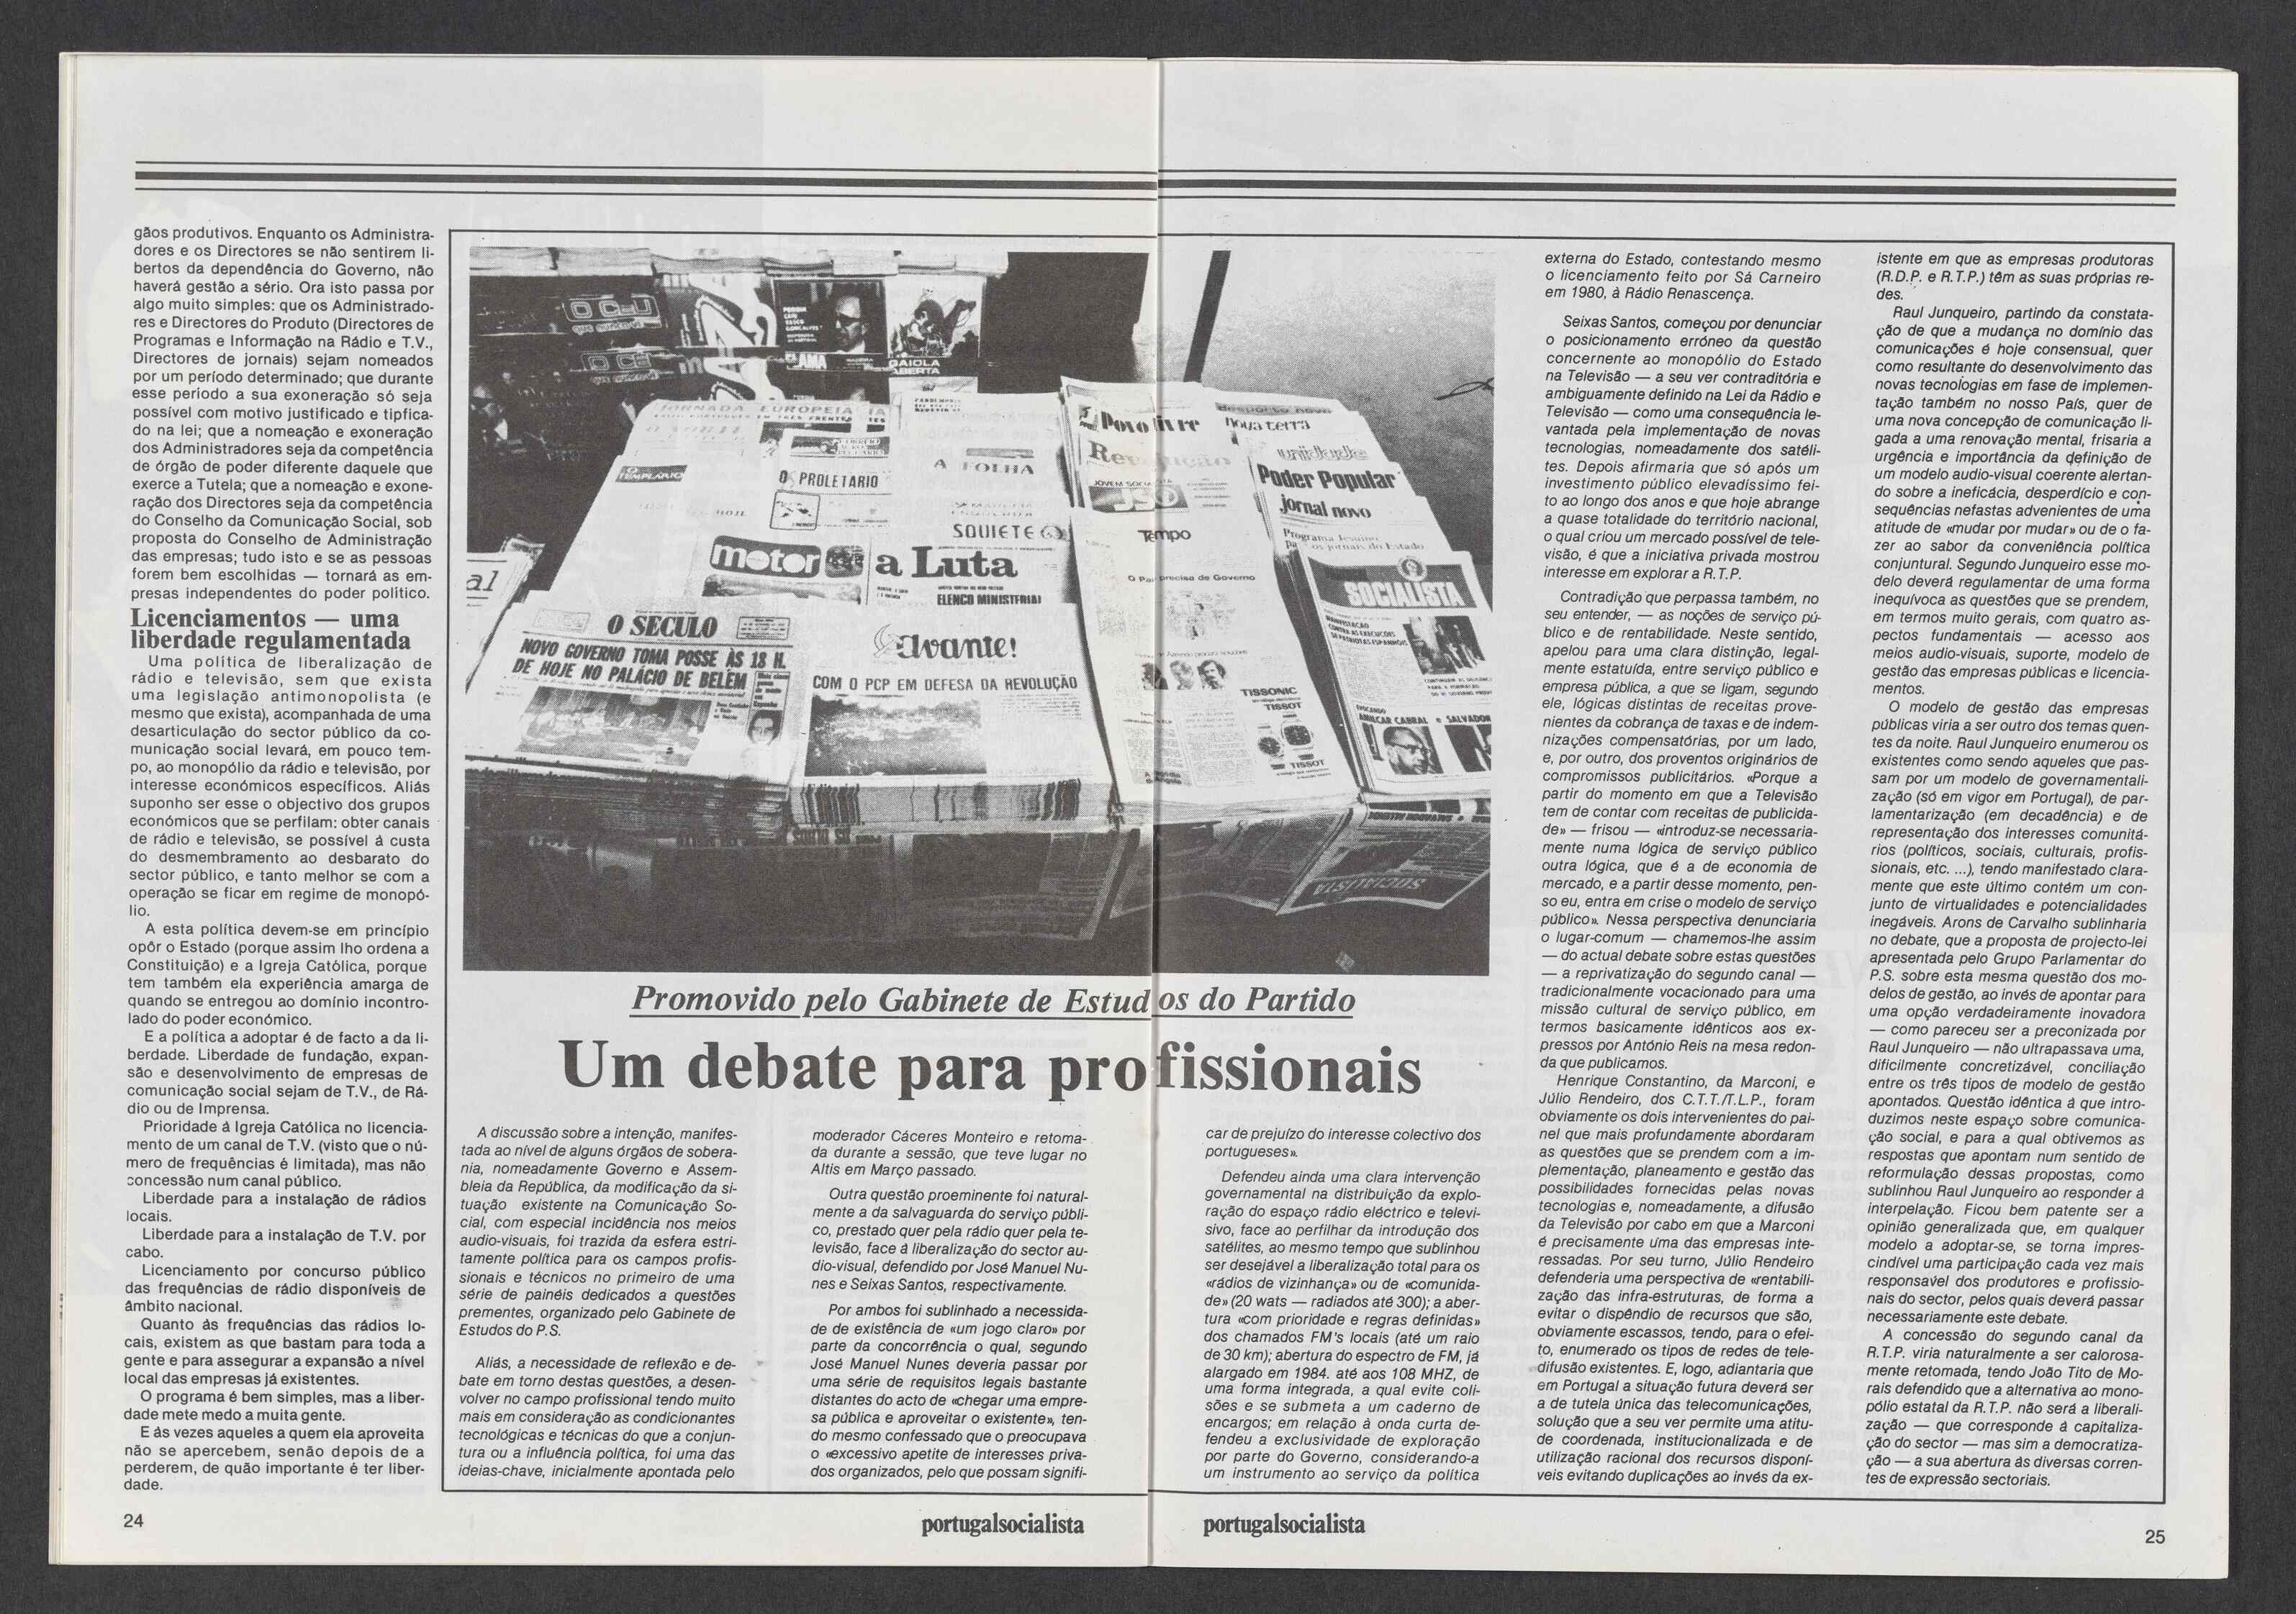 gãos produtivos. Enquanto os Administra-
dores e os Directores se não sentirem li-
bertos da dependência do Governo, não
haverá gestão a sério. Ora isto passa por
algo muito simples: que os Administrado-
res e Directores do Produto (Directores de
Programas e Informação na Rádio e T.V.,
Directores de jornais) sejam nomeados
por um período determinado; que durante
esse período a sua exoneração só seja
possível com motivo justificado e tipfica-
do na lei; que a nomeação e exoneração
dos Administradores seja da competência
de órgão de poder diferente daquele que
exerce a Tutela; que a nomeação e exone-
ração dos Directores seja da competência
do Conselho da Comunicação Social, sob
proposta do Conselho de Administração
das empresas; tudo isto e se as pessoas
forem bem escolhidas — tornará as em-
presas independentes do poder político.
Licenciamentos — uma
liberdade regulamentada
Uma política de liberalização de
rádio e televisão, sem que exista
uma legislação antimonopolista (e
mesmo que exista), acompanhada de uma
desarticulação do sector público da co-
municação social levará, em pouco tem-
po, ao monopólio da rádio e televisão, por
interesse económicos específicos. Aliás
suponho ser esse o objectivo dos grupos
económicos que se perfilam: obter canais
de rádio e televisão, se possível à custa
do desmembramento ao desbarato do
sector público, e tanto melhor se com a
operação se ficar em regime de monopó-
lio.
A esta política devem-se em princípio
opôr o Estado (porque assim lho ordena a
Constituição) e a Igreja Católica, porque
tem também ela experiência amarga de
quando se entregou ao domínio incontro-
lado do poder económico.
E a política a adoptar é de facto a da li-
berdade. Liberdade de fundação, expan-
são e desenvolvimento de empresas de
comunicação social sejam de T.V., de Rá-
dio ou de Imprensa.
Prioridade à Igreja Católica no licencia-
mento de um canal de T.V. (visto que o nú-
mero de frequências é limitada), mas não
concessão num canal público.
Liberdade para a instalação de rádios
locais.
Liberdade para a instalação de T.V. por
cabo.
Licenciamento por concurso público
das frequências de rádio disponíveis de
âmbito nacional.
Quanto às frequências das rádios lo-
cais, existem as que bastam para toda a
gente e para assegurar a expansão a nível
local das empresas já existentes.
O programa é bem simples, mas a liber-
dade mete medo a muita gente.
E às vezes aqueles a quem ela aproveita
não se apercebem, senão depois de a
perderem, de quão importante é ter liber-
dade.
24
GAIOLA
ABERTA
JORNADA EUROPEIA
O PROLETARIO
A FOLHA
SOVIETE
motor
a Luta
ELENCO MINISTERIAL
O SECULO
NOVO GOVERNO TOMA POSSE ÀS 18 H.
DE HOJE NO PALÁCIO DE BELÉM
Avante!
COM O PCP EM DEFESA DA REVOLUÇÃO
Povo livre
nova terra
Revolução
unidade
JOVEM SOCIALISTA
JSO
Poder Popular
jornal novo
Tempo
O País precisa de Governo
TISSONIC
TISSOT
TISSOT
SOCIALISTA
AMILCAR CABRAL e SALVADOR
Promovido pelo Gabinete de Estudos do Partido
Um debate para profissionais
A discussão sobre a intenção, manifes-
tada ao nível de alguns órgãos de sobera-
nia, nomeadamente Governo e Assem-
bleia da República, da modificação da si-
tuação existente na Comunicação So-
cial, com especial incidência nos meios
audio-visuais, foi trazida da esfera estri-
tamente política para os campos profis-
sionais e técnicos no primeiro de uma
série de painéis dedicados a questões
prementes, organizado pelo Gabinete de
Estudos do P.S.
Aliás, a necessidade de reflexão e de-
bate em torno destas questões, a desen-
volver no campo profissional tendo muito
mais em consideração as condicionantes
tecnológicas e técnicas do que a conjun-
tura ou a influência política, foi uma das
ideias-chave, inicialmente apontada pelo
moderador Cáceres Monteiro e retoma-
da durante a sessão, que teve lugar no
Altis em Março passado.
Outra questão proeminente foi natural-
mente a da salvaguarda do serviço públi-
co, prestado quer pela rádio quer pela te-
levisão, face à liberalização do sector au-
dio-visual, defendido por José Manuel Nu-
nes e Seixas Santos, respectivamente.
Por ambos foi sublinhado a necessida-
de de existência de «um jogo claro» por
parte da concorrência o qual, segundo
José Manuel Nunes deveria passar por
uma série de requisitos legais bastante
distantes do acto de «chegar uma empre-
sa pública e aproveitar o existente», ten-
do mesmo confessado que o preocupava
o «excessivo apetite de interesses priva-
dos organizados, pelo que possam signifi-
portugalsocialista
car de prejuízo do interesse colectivo dos
portugueses».
Defendeu ainda uma clara intervenção
governamental na distribuição da explo-
ração do espaço rádio eléctrico e televi-
sivo, face ao perfilhar da introdução dos
satélites, ao mesmo tempo que sublinhou
ser desejável a liberalização total para os
«rádios de vizinhança» ou de «comunida-
de» (20 wats — radiados até 300); a aber-
tura «com prioridade e regras definidas»
dos chamados FM's locais (até um raio
de 30 km); abertura do espectro de FM, já
alargado em 1984. até aos 108 MHZ, de
uma forma integrada, a qual evite coli-
sões e se submeta a um caderno de
encargos; em relação à onda curta de-
fendeu a exclusividade de exploração
por parte do Governo, considerando-a
um instrumento ao serviço da política
externa do Estado, contestando mesmo
o licenciamento feito por Sá Carneiro
em 1980, à Rádio Renascença.
Seixas Santos, começou por denunciar
o posicionamento erróneo da questão
concernente ao monopólio do Estado
na Televisão — a seu ver contraditória e
ambiguamente definido na Lei da Rádio e
Televisão — como uma consequência le-
vantada pela implementação de novas
tecnologias, nomeadamente dos satéli-
tes. Depois afirmaria que só após um
investimento público elevadíssimo fei-
to ao longo dos anos e que hoje abrange
a quase totalidade do território nacional,
o qual criou um mercado possível de tele-
visão, é que a iniciativa privada mostrou
interesse em explorar a R.T.P.
Contradição que perpassa também, no
seu entender, — as noções de serviço pú-
blico e de rentabilidade. Neste sentido,
apelou para uma clara distinção, legal-
mente estatuída, entre serviço público e
empresa pública, a que se ligam, segundo
ele, lógicas distintas de receitas prove-
nientes da cobrança de taxas e de indem-
nizações compensatórias, por um lado,
e, por outro, dos proventos originários de
compromissos publicitários. «Porque a
partir do momento em que a Televisão
tem de contar com receitas de publicida-
de» — frisou — «introduz-se necessaria-
mente numa lógica de serviço público
outra lógica, que é a de economia de
mercado, e a partir desse momento, pen-
so eu, entra em crise o modelo de serviço
público». Nessa perspectiva denunciaria
o lugar-comum — chamemos-lhe assim
— do actual debate sobre estas questões
— a reprivatização do segundo canal —
tradicionalmente vocacionado para uma
missão cultural de serviço público, em
termos basicamente idênticos aos ex-
pressos por António Reis na mesa redon-
da que publicamos.
Henrique Constantino, da Marconi, e
Júlio Rendeiro, dos C.T.T./T.L.P., foram
obviamente os dois intervenientes do pai-
nel que mais profundamente abordaram
as questões que se prendem com a im-
plementação, planeamento e gestão das
possibilidades fornecidas pelas novas
tecnologias e, nomeadamente, a difusão
da Televisão por cabo em que a Marconi
é precisamente uma das empresas inte-
ressadas. Por seu turno, Júlio Rendeiro
defenderia uma perspectiva de «rentabili-
zação das infra-estruturas, de forma a
evitar o dispêndio de recursos que são,
obviamente escassos, tendo, para o efei-
to, enumerado os tipos de redes de tele-
difusão existentes. E, logo, adiantaria que
em Portugal a situação futura deverá ser
a de tutela única das telecomunicações,
solução que a seu ver permite uma atitu-
de coordenada, institucionalizada e de
utilização racional dos recursos disponí-
veis evitando duplicações ao invés da ex-
istente em que as empresas produtoras
(R.D.P. e R.T.P.) têm as suas próprias re-
des.
Raul Junqueiro, partindo da constata-
ção de que a mudança no domínio das
comunicações é hoje consensual, quer
como resultante do desenvolvimento das
novas tecnologias em fase de implemen-
tação também no nosso País, quer de
uma nova concepção de comunicação li-
gada a uma renovação mental, frisaria a
urgência e importância da definição de
um modelo audio-visual coerente alertan-
do sobre a ineficácia, desperdício e con-
sequências nefastas advenientes de uma
atitude de «mudar por mudar» ou de o fa-
zer ao sabor da conveniência política
conjuntural. Segundo Junqueiro esse mo-
delo deverá regulamentar de uma forma
inequívoca as questões que se prendem,
em termos muito gerais, com quatro as-
pectos fundamentais — acesso aos
meios audio-visuais, suporte, modelo de
gestão das empresas públicas e licencia-
mentos.
O modelo de gestão das empresas
públicas viria a ser outro dos temas quen-
tes da noite. Raul Junqueiro enumerou os
existentes como sendo aqueles que pas-
sam por um modelo de governamentali-
zação (só em vigor em Portugal), de par-
lamentarização (em decadência) e de
representação dos interesses comunitá-
rios (políticos, sociais, culturais, profis-
sionais, etc. ...), tendo manifestado clara-
mente que este último contém um con-
junto de virtualidades e potencialidades
inegáveis. Arons de Carvalho sublinharia
no debate, que a proposta de projecto-lei
apresentada pelo Grupo Parlamentar do
P.S. sobre esta mesma questão dos mo-
delos de gestão, ao invés de apontar para
uma opção verdadeiramente inovadora
— como pareceu ser a preconizada por
Raul Junqueiro — não ultrapassava uma,
dificilmente concretizável, conciliação
entre os três tipos de modelo de gestão
apontados. Questão idêntica à que intro-
duzimos neste espaço sobre comunica-
ção social, e para a qual obtivemos as
respostas que apontam num sentido de
reformulação dessas propostas, como
sublinhou Raul Junqueiro ao responder à
interpelação. Ficou bem patente ser a
opinião generalizada que, em qualquer
modelo a adoptar-se, se torna impres-
cindível uma participação cada vez mais
responsável dos produtores e profissio-
nais do sector, pelos quais deverá passar
necessariamente este debate.
A concessão do segundo canal da
R.T.P. viria naturalmente a ser calorosa-
mente retomada, tendo João Tito de Mo-
rais defendido que a alternativa ao mono-
pólio estatal da R.T.P. não será a liberali-
zação — que corresponde à capitaliza-
ção do sector — mas sim a democratiza-
ção — a sua abertura às diversas corren-
tes de expressão sectoriais.
portugalsocialista
25